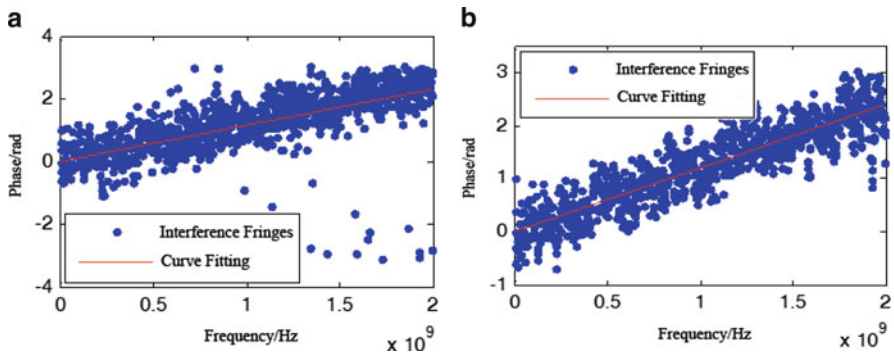 a
4
2
0
-2
-4
Phase/rad
Interference Fringes
Curve Fitting
0
0.5
1
1.5
2
Frequency/Hz
x 10^9
b
3
2
1
0
-1
Phase/rad
Interference Fringes
Curve Fitting
0
0.5
1
1.5
2
Frequency/Hz
x 10^9